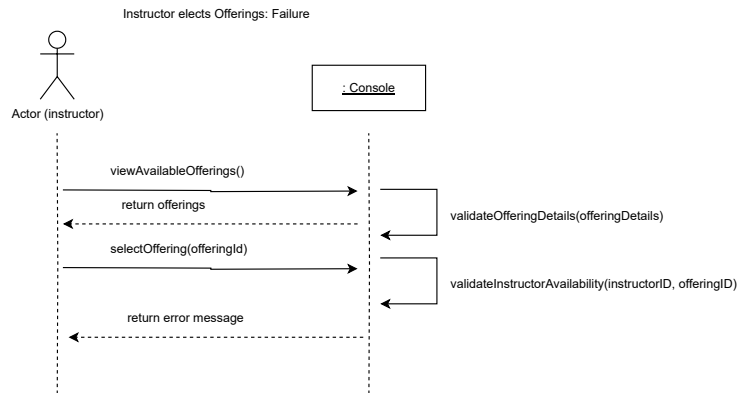 Instructor elects Offerings: Failure
: Console
Actor (instructor)
viewAvailableOfferings()
return offerings
validateOfferingDetails(offeringDetails)
selectOffering(offeringId)
validateInstructorAvailability(instructorID, offeringID)
return error message